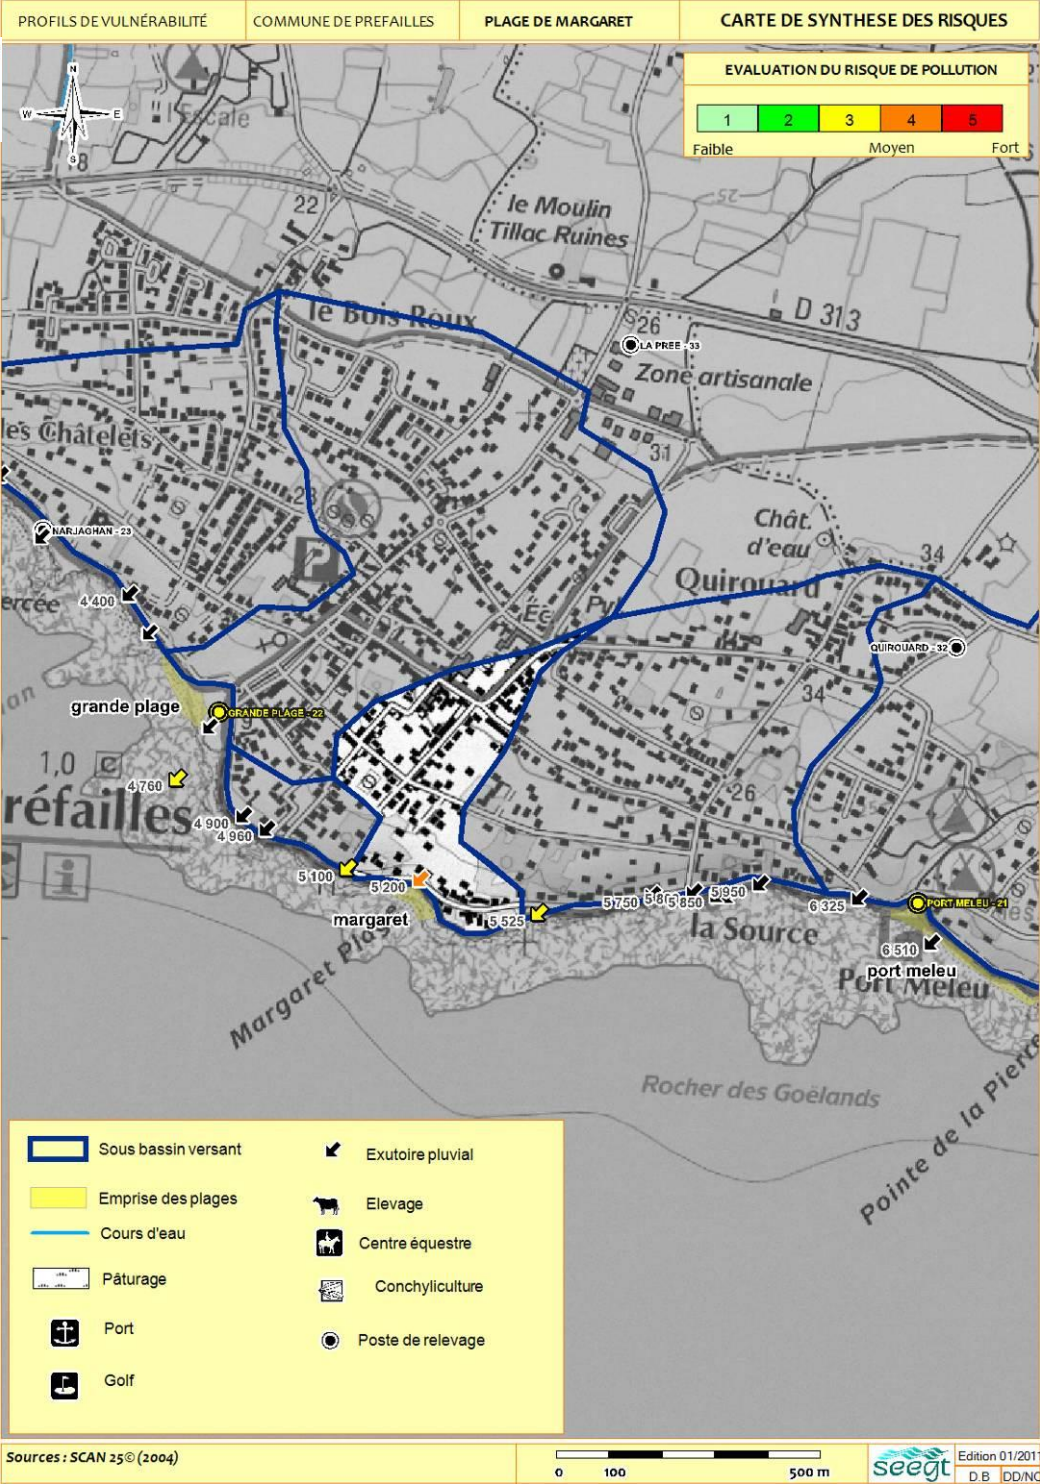 PROFILS DE VULNÉRABILITÉ
COMMUNE DE PREFAILLES
PLAGE DE MARGARET
CARTE DE SYNTHESE DES RISQUES
EVALUATION DU RISQUE DE POLLUTION
1 2 3 4 5
Faible Moyen Fort
N
W E
S
Escale
18
22
le Moulin
Tillac Ruines
25
D 313
le Bois Roux
26
LA PREE - 33
Zone artisanale
les Châtelets
31
NARJAGHAN - 23
Chât.
d'eau
34
Quirouard
4 400
Éc
QUIROUARD - 32
34
grande plage
GRANDE PLAGE - 22
1,0
4 760
26
réfailles
4 900
4 960
5 100
5 200
margaret
5 525
5 750
5 850
5 950
6 325
PORT MELEU - 21
la Source
6 510
port meleu
Port Meleu
Margaret Plage
Rocher des Goëlands
Pointe de la Pierre
Sous bassin versant
Exutoire pluvial
Emprise des plages
Elevage
Cours d'eau
Centre équestre
Pâturage
Conchyliculture
Port
Poste de relevage
Golf
Sources : SCAN 25© (2004)
0 100 500 m
seegt
Edition 01/2011
D.B DD/NC